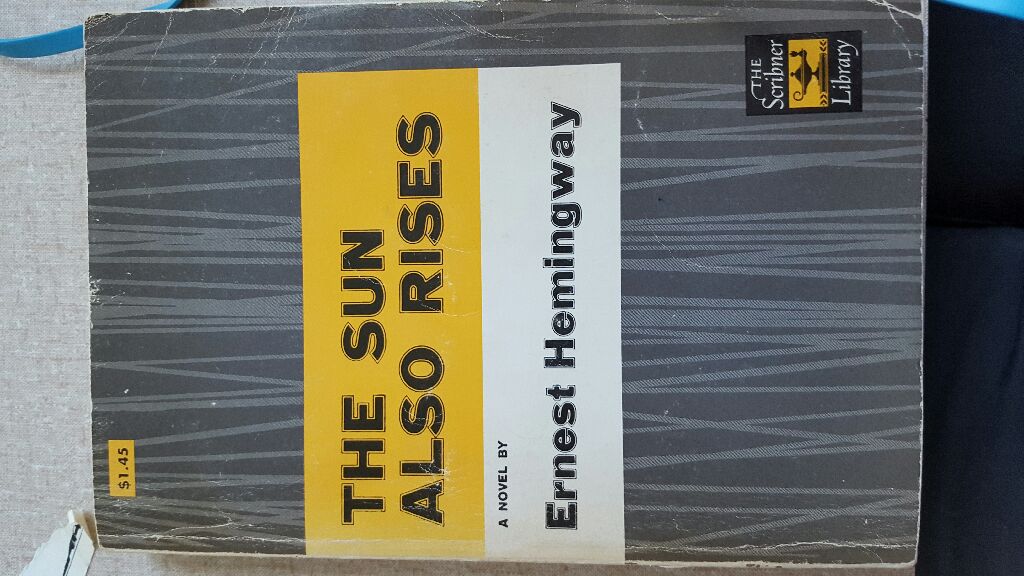 $1.45
THE SUN
ALSO RISES
A NOVEL BY
Ernest Hemingway
THE
Scribner
Library